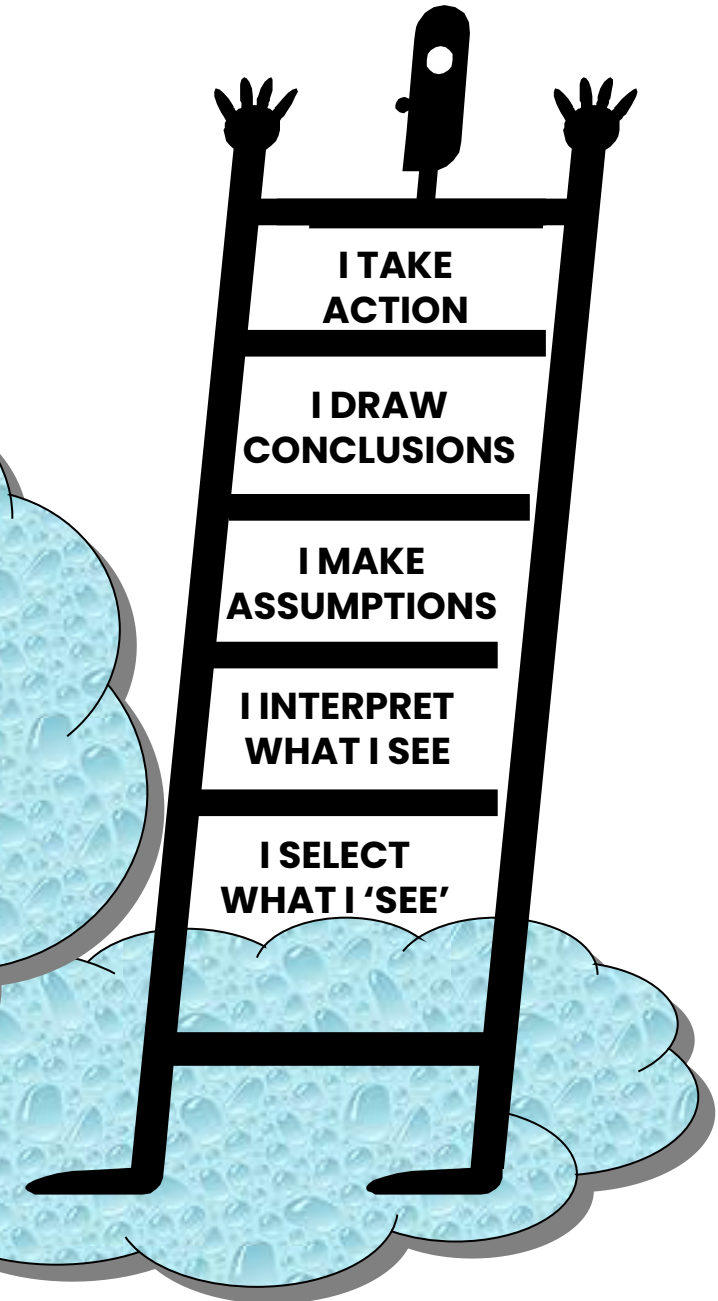 I TAKE
ACTION
I DRAW
CONCLUSIONS
I MAKE
ASSUMPTIONS
I INTERPRET
WHAT I SEE
I SELECT
WHAT I ‘SEE’